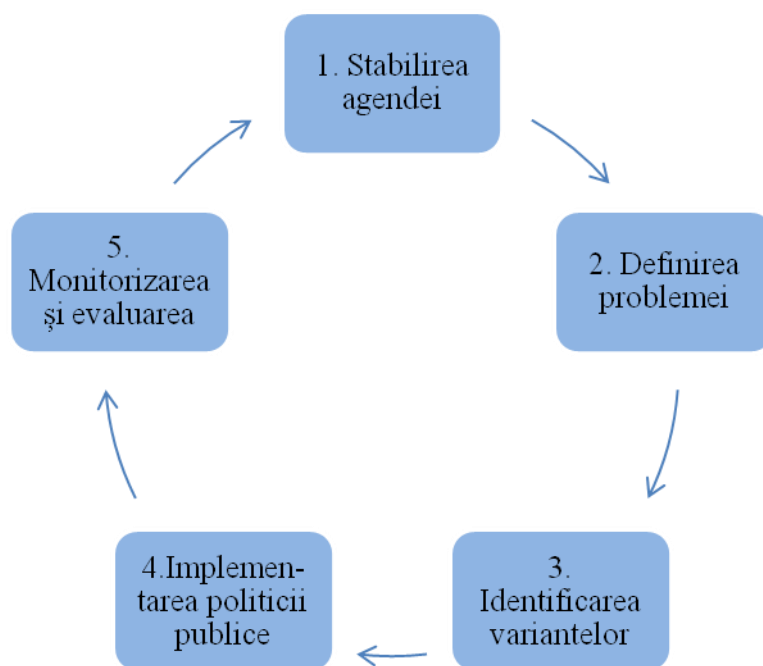 1. Stabilirea
agendei
2. Definirea
problemei
3.
Identificarea
variantelor
4.Implemen-
tarea politicii
publice
5.
Monitorizarea
și evaluarea